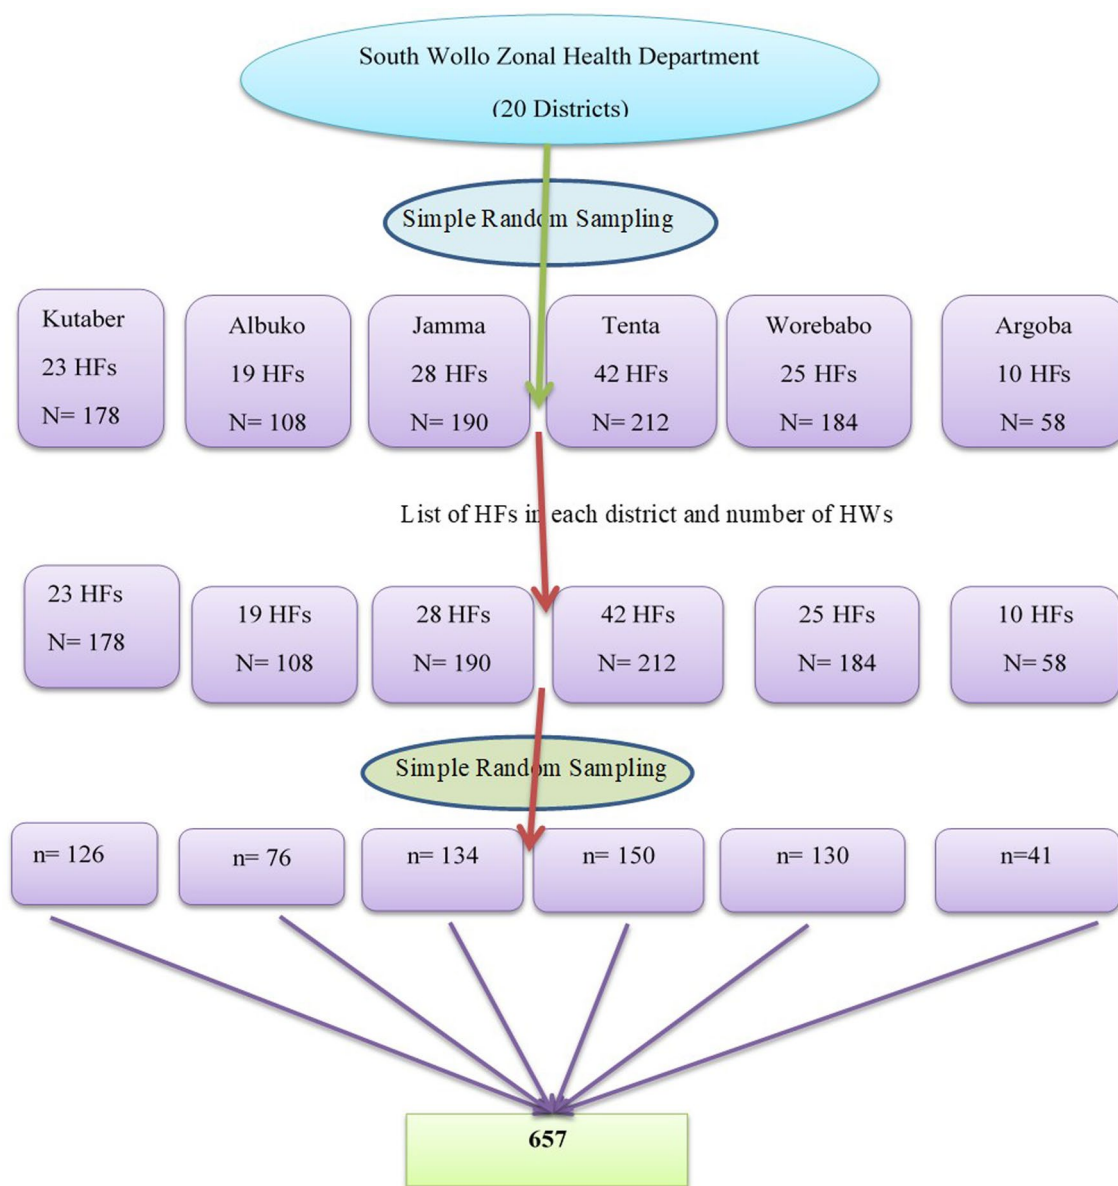 South Wollo Zonal Health Department
(20 Districts)
Simple Random Sampling
Kutaber
23 HFs
N= 178
Albuko
19 HFs
N= 108
Jamma
28 HFs
N= 190
Tenta
42 HFs
N= 212
Worebabo
25 HFs
N= 184
Argoba
10 HFs
N= 58
List of HFs in each district and number of HWs
23 HFs
N= 178
19 HFs
N= 108
28 HFs
N= 190
42 HFs
N= 212
25 HFs
N= 184
10 HFs
N= 58
Simple Random Sampling
n= 126
n= 76
n= 134
n= 150
n= 130
n=41
657